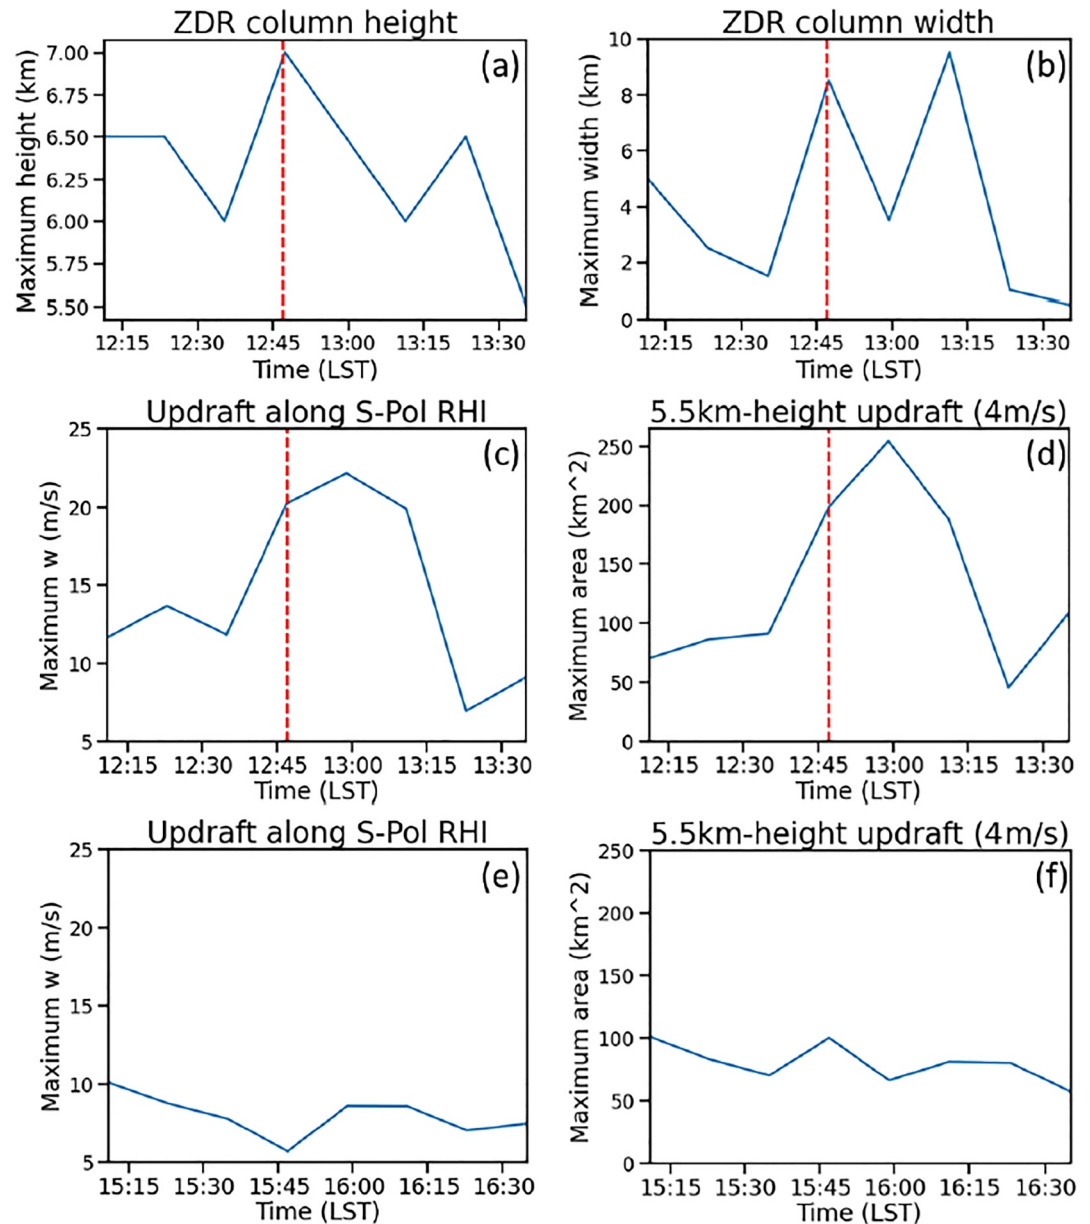 ZDR column height
(a)
Maximum height (km)
7.00
6.75
6.50
6.25
6.00
5.75
5.50
12:15 12:30 12:45 13:00 13:15 13:30
Time (LST)
ZDR column width
(b)
Maximum width (km)
10
8
6
4
2
0
12:15 12:30 12:45 13:00 13:15 13:30
Time (LST)
Updraft along S-Pol RHI
(c)
Maximum w (m/s)
25
20
15
10
5
12:15 12:30 12:45 13:00 13:15 13:30
Time (LST)
5.5km-height updraft (4m/s)
(d)
Maximum area (km^2)
250
200
150
100
50
0
12:15 12:30 12:45 13:00 13:15 13:30
Time (LST)
Updraft along S-Pol RHI
(e)
Maximum w (m/s)
25
20
15
10
5
15:15 15:30 15:45 16:00 16:15 16:30
Time (LST)
5.5km-height updraft (4m/s)
(f)
Maximum area (km^2)
250
200
150
100
50
0
15:15 15:30 15:45 16:00 16:15 16:30
Time (LST)